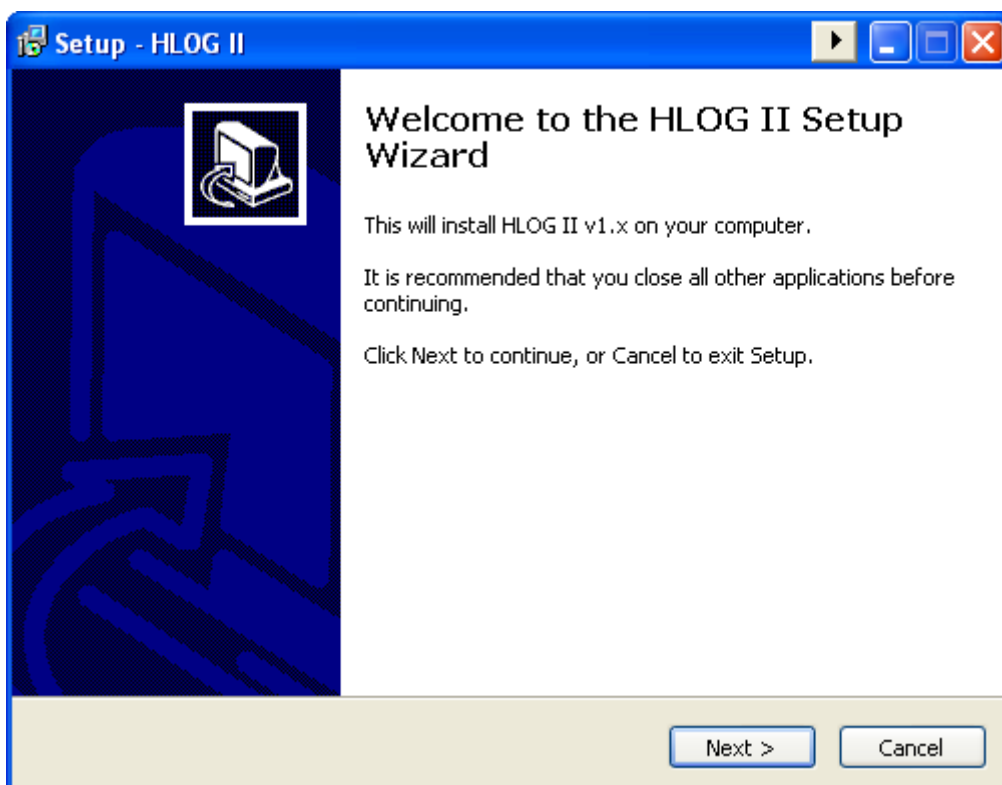 Setup - HLOG II
Welcome to the HLOG II Setup
Wizard
This will install HLOG II v1.x on your computer.
It is recommended that you close all other applications before
continuing.
Click Next to continue, or Cancel to exit Setup.
Next >
Cancel